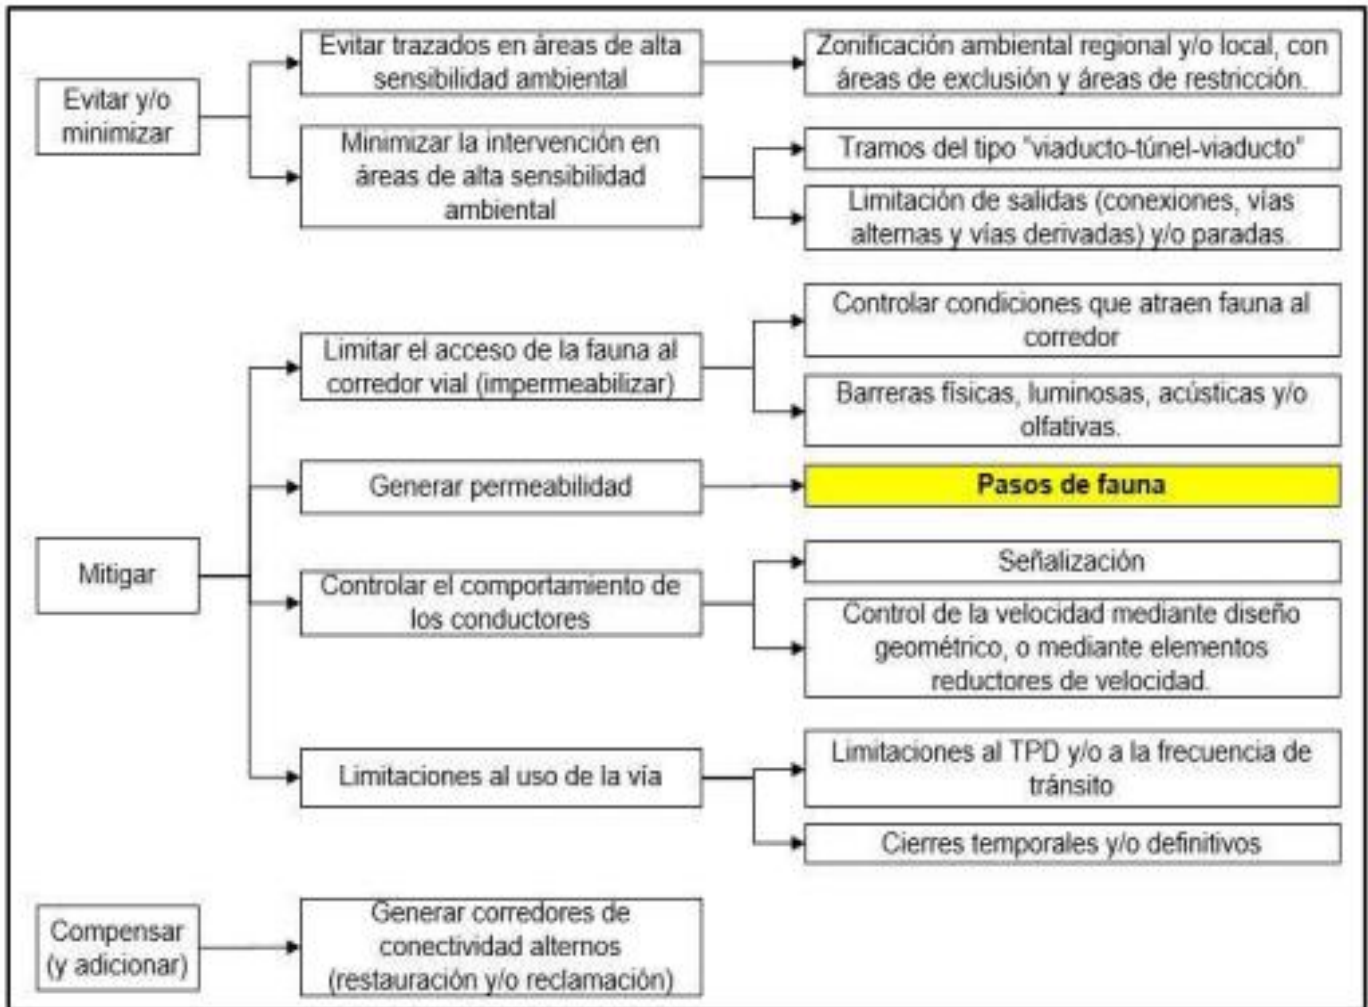 Evitar y/o
minimizar
Evitar trazados en áreas de alta
sensibilidad ambiental
Zonificación ambiental regional y/o local, con
áreas de exclusión y áreas de restricción.
Minimizar la intervención en
áreas de alta sensibilidad
ambiental
Tramos del tipo "viaducto-túnel-viaducto"
Limitación de salidas (conexiones, vías
alternas y vías derivadas) y/o paradas.
Mitigar
Limitar el acceso de la fauna al
corredor vial (impermeabilizar)
Controlar condiciones que atraen fauna al
corredor
Barreras físicas, luminosas, acústicas y/o
olfativas.
Generar permeabilidad
Pasos de fauna
Controlar el comportamiento de
los conductores
Señalización
Control de la velocidad mediante diseño
geométrico, o mediante elementos
reductores de velocidad.
Limitaciones al uso de la vía
Limitaciones al TPD y/o a la frecuencia de
tránsito
Cierres temporales y/o definitivos
Compensar
(y adicionar)
Generar corredores de
conectividad alternos
(restauración y/o reclamación)